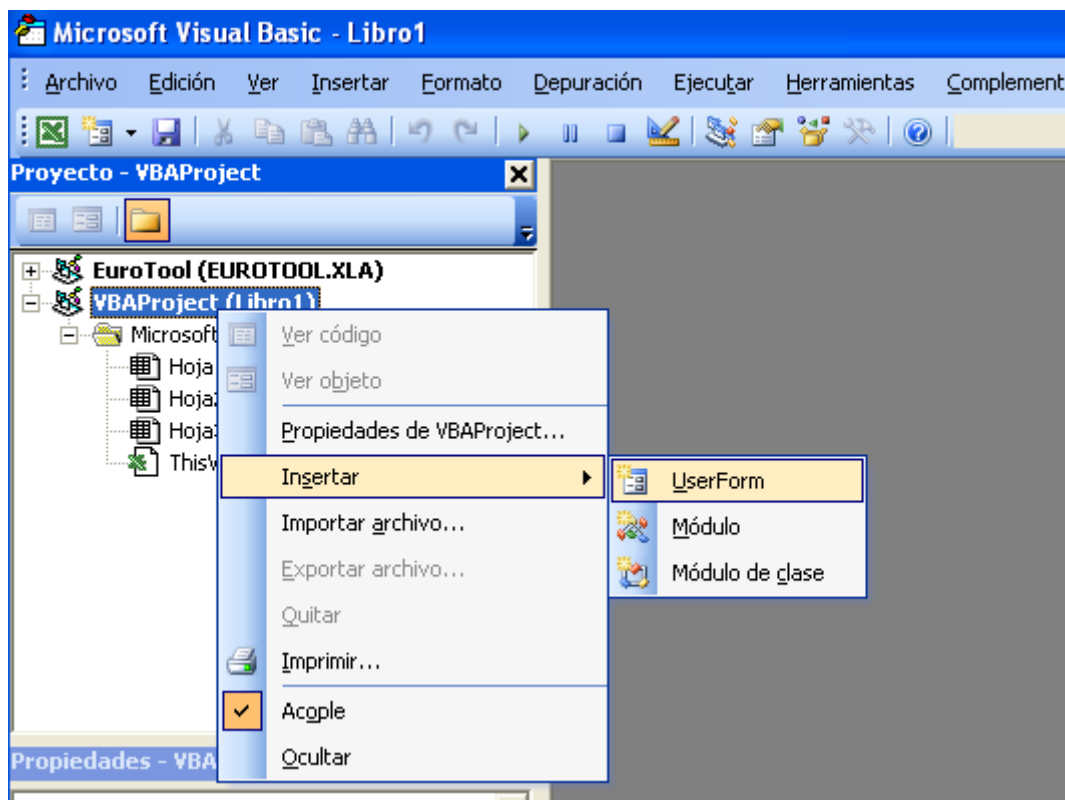 Microsoft Visual Basic - Libro1
Archivo Edición Ver Insertar Formato Depuración Ejecutar Herramientas Complement
Proyecto - VBAProject
EuroTool (EUROTOOL.XLA)
VBAProject (Libro1)
Microsoft
Hoja
Hoja
Hoja
ThisW
Ver código
Ver objeto
Propiedades de VBAProject...
Insertar
Importar archivo...
Exportar archivo...
Quitar
Imprimir...
Acople
Ocultar
UserForm
Módulo
Módulo de clase
Propiedades - VBA